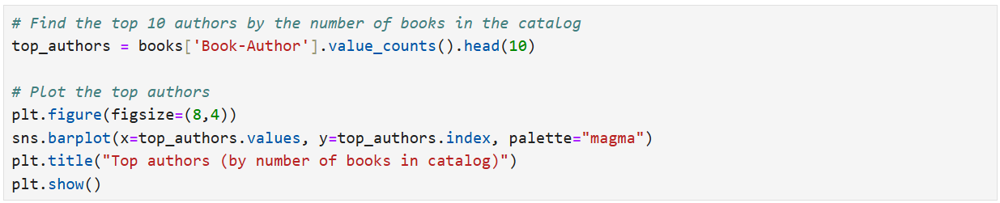 # Find the top 10 authors by the number of books in the catalog
top_authors = books['Book-Author'].value_counts().head(10)

# Plot the top authors
plt.figure(figsize=(8,4))
sns.barplot(x=top_authors.values, y=top_authors.index, palette="magma")
plt.title("Top authors (by number of books in catalog)")
plt.show()